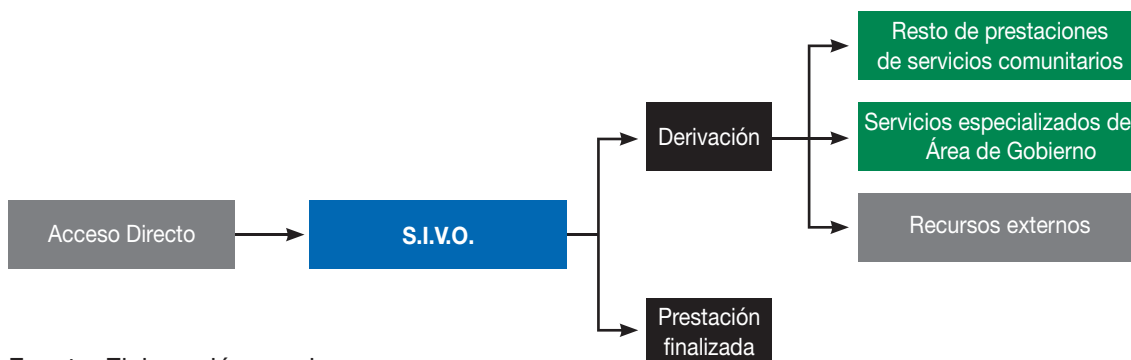 Resto de prestaciones
de servicios comunitarios
Derivación
Servicios especializados de
Área de Gobierno
Acceso Directo
S.I.V.O.
Recursos externos
Prestación
finalizada